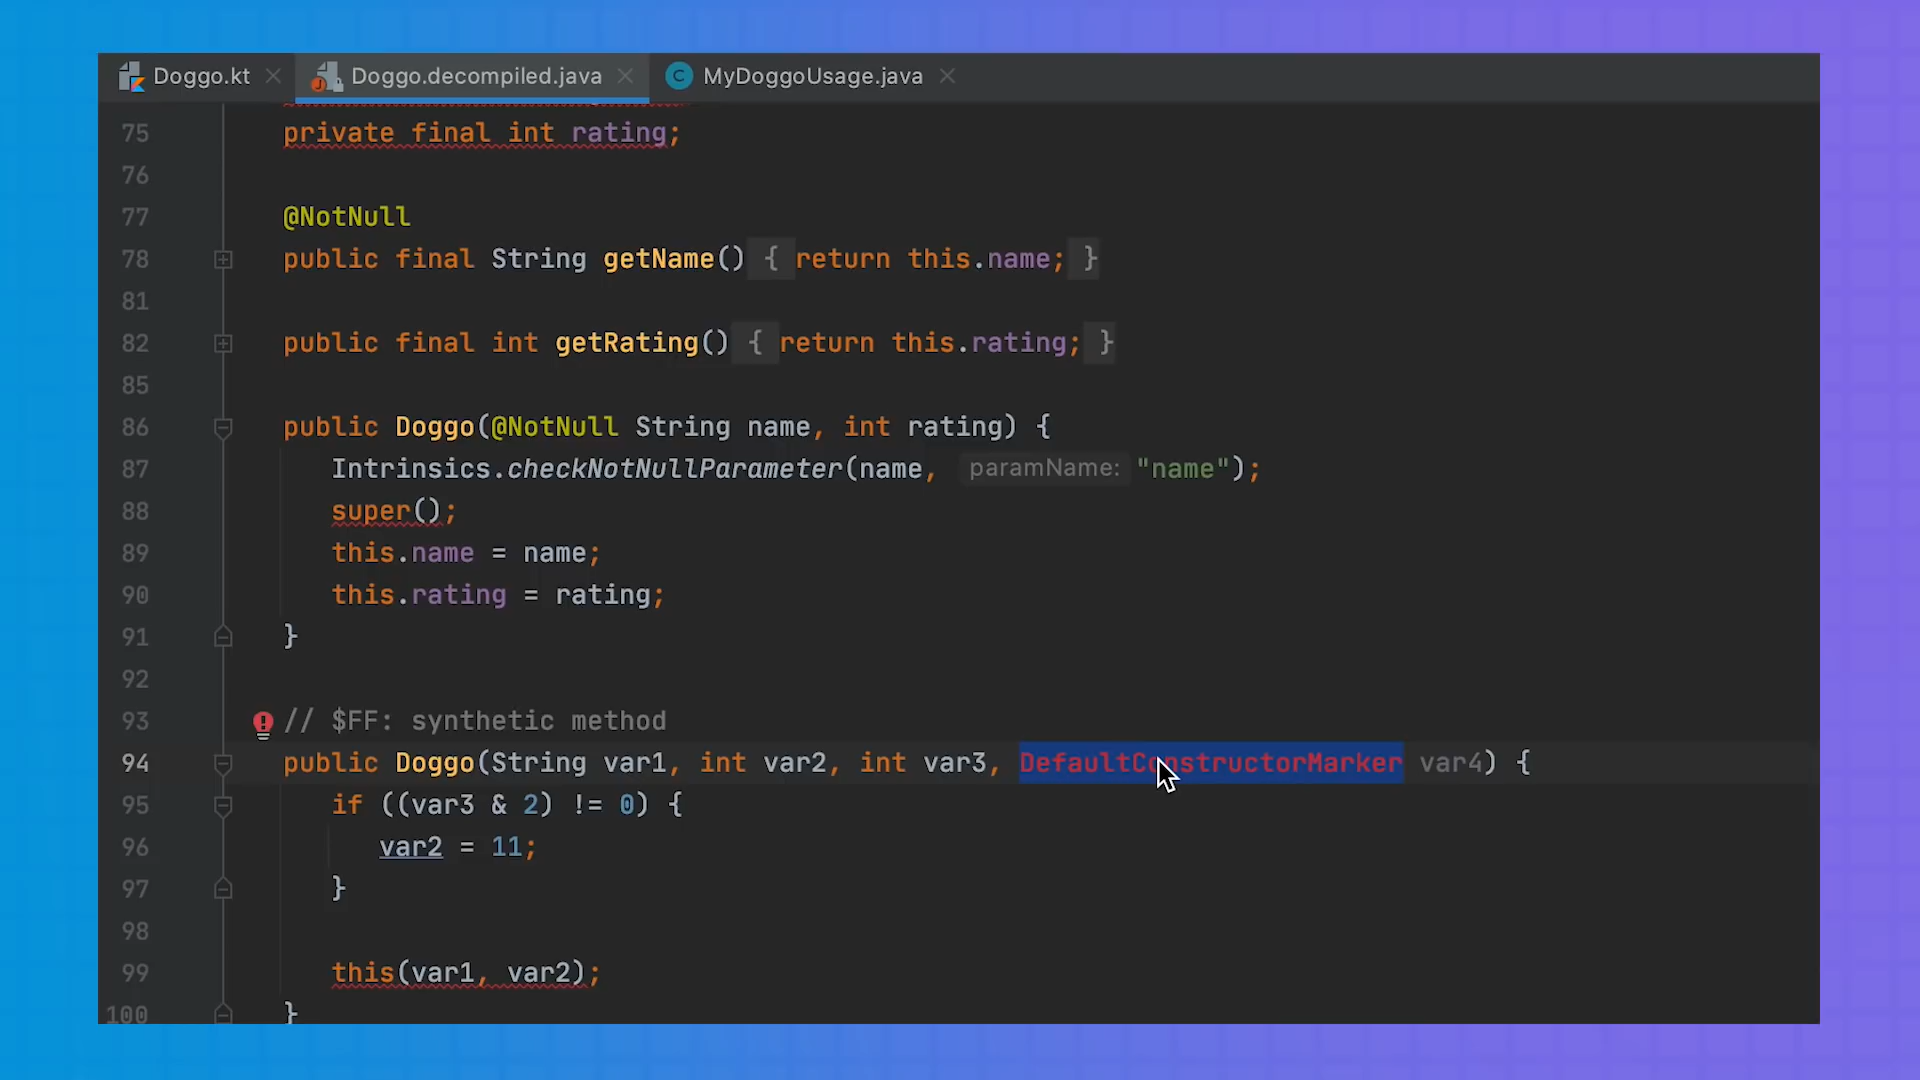 Doggo.kt Doggo.decompiled.java MyDoggoUsage.java
75 private final int rating;
76
77 @NotNull
78 public final String getName() { return this.name; }
81
82 public final int getRating() { return this.rating; }
85
86 public Doggo(@NotNull String name, int rating) {
87 Intrinsics.checkNotNullParameter(name, paramName: "name");
88 super();
89 this.name = name;
90 this.rating = rating;
91 }
92
93 // $FF: synthetic method
94 public Doggo(String var1, int var2, int var3, DefaultConstructorMarker var4) {
95 if ((var3 & 2) != 0) {
96 var2 = 11;
97 }
98
99 this(var1, var2);
100 }